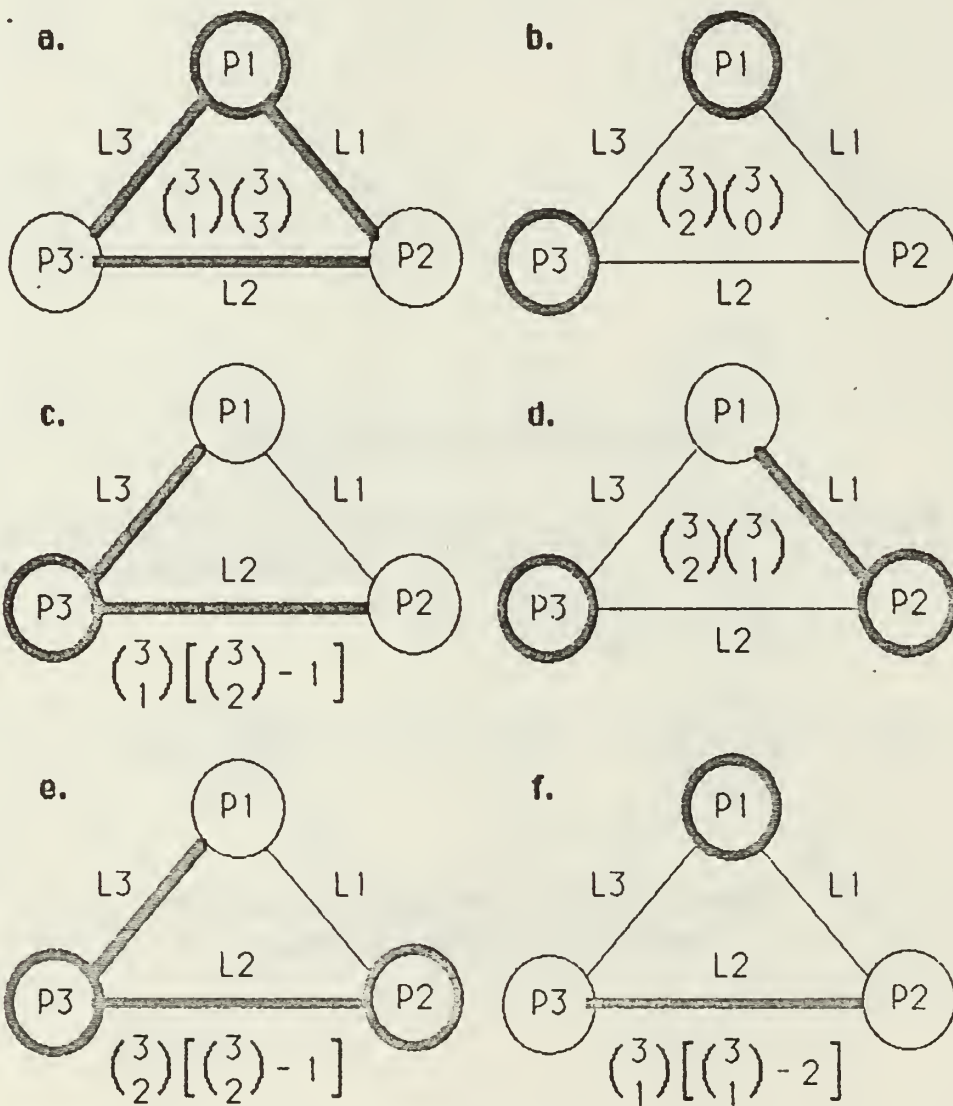 a.
P1
L3 L1
(3 1)(3 3)
P3 P2
L2
b.
P1
L3 L1
(3 2)(3 0)
P3 P2
L2
c.
P1
L3 L1
L2
P3 P2
(3 1)[(3 2) - 1]
d.
P1
L3 L1
(3 2)(3 1)
P3 P2
L2
e.
P1
L3 L1
L2
P3 P2
(3 2)[(3 2) - 1]
f.
P1
L3 L1
L2
P3 P2
(3 1)[(3 1) - 2]